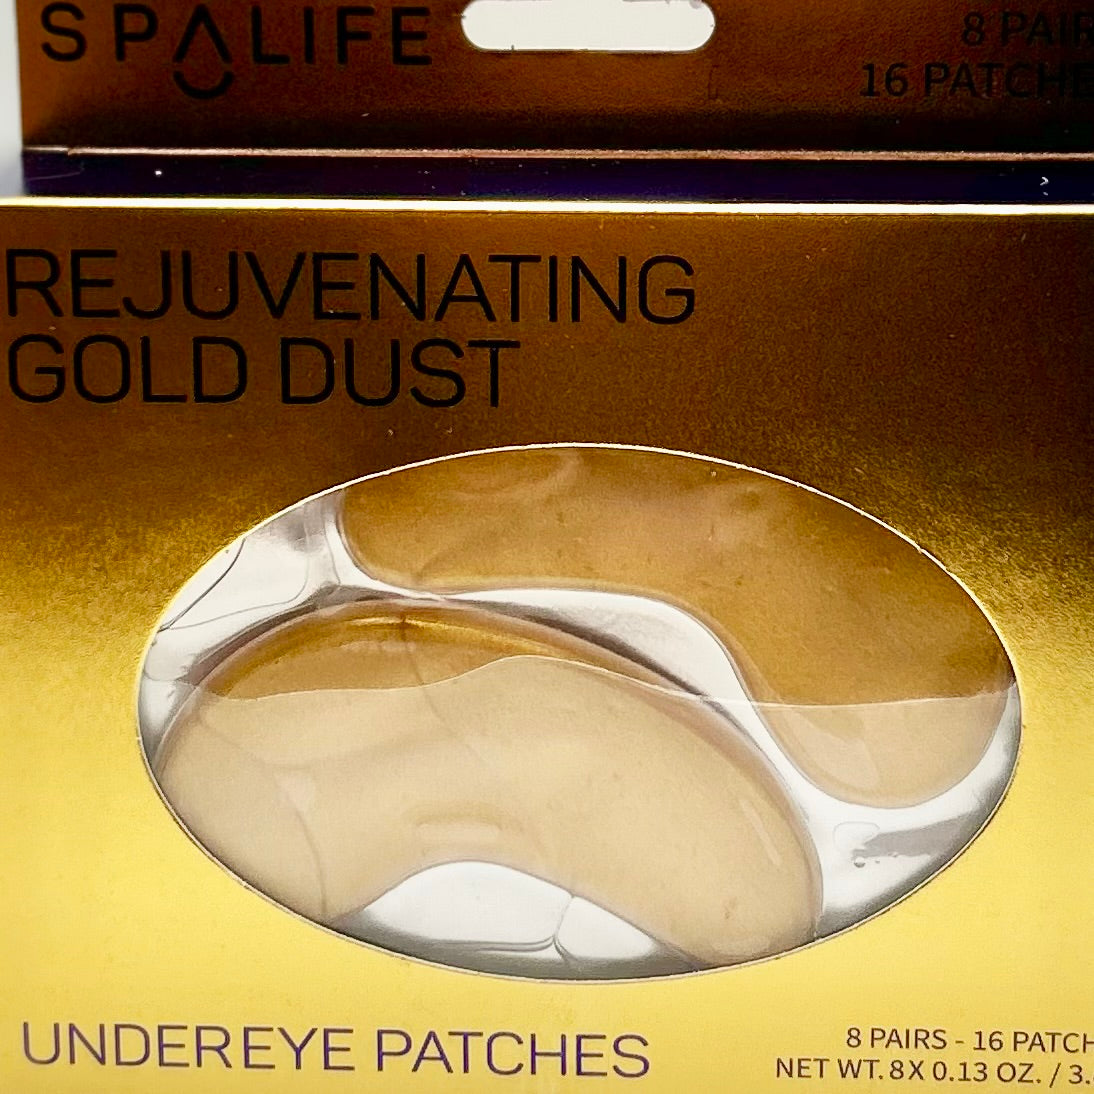 SPALIFE
8 PAIR
16 PATCHE
REJUVENATING
GOLD DUST
UNDEREYE PATCHES
8 PAIRS - 16 PATCH
NET WT. 8X 0.13 OZ. / 3.